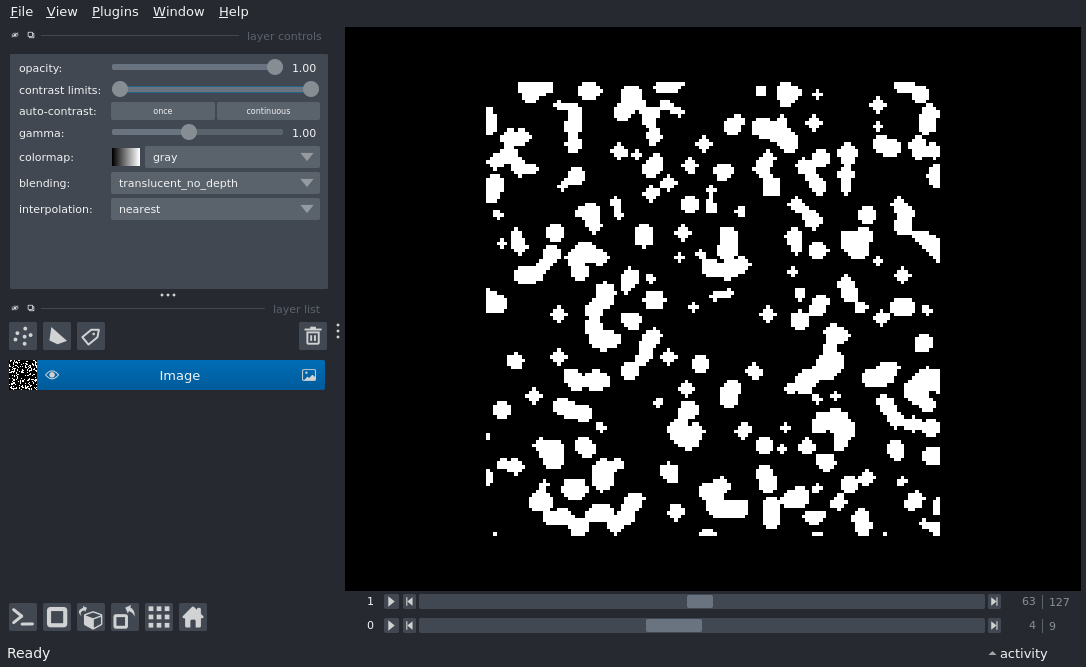 File View Plugins Window Help
layer controls
opacity: 1.00
contrast limits:
auto-contrast: once continuous
gamma: 1.00
colormap: gray
blending: translucent_no_depth
interpolation: nearest
layer list
Image
1 63 127
0 4 9
Ready activity